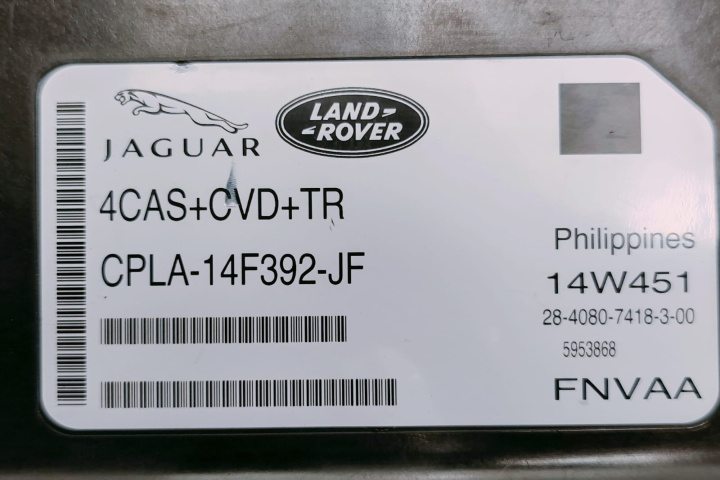 JAGUAR
LAND-
-ROVER
4CAS+CVD+TR
CPLA-14F392-JF
Philippines
14W451
28-4080-7418-3-00
5953868
FNVAA